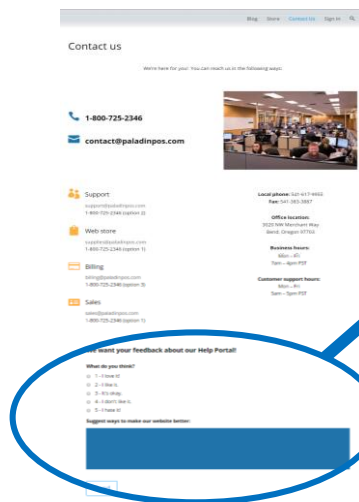 Blog Store Contact Us Sign In
Contact us
We're here for you! You can reach us in the following ways:
1-800-725-2346
contact@paladinpos.com
Support
support@paladinpos.com
1-800-725-2346 (option 2)
Web store
supplies@paladinpos.com
1-800-725-2346 (option 1)
Billing
billing@paladinpos.com
1-800-725-2346 (option 3)
Sales
sales@paladinpos.com
1-800-725-2346 (option 1)
Local phone:
Fax: 541-383-3867
Office location:
NW Merchant Way
Bend, Oregon
Business hours:
Mon – Fri
7am – 4pm PST
Customer support hours:
Mon – Fri
5am – 5pm PST
We want your feedback about our Help Portal!
What do you think?
1 - I love it!
2 - I like it.
3 - It's okay.
4 - I don't like it.
5 - I hate it!
Suggest ways to make our website better: